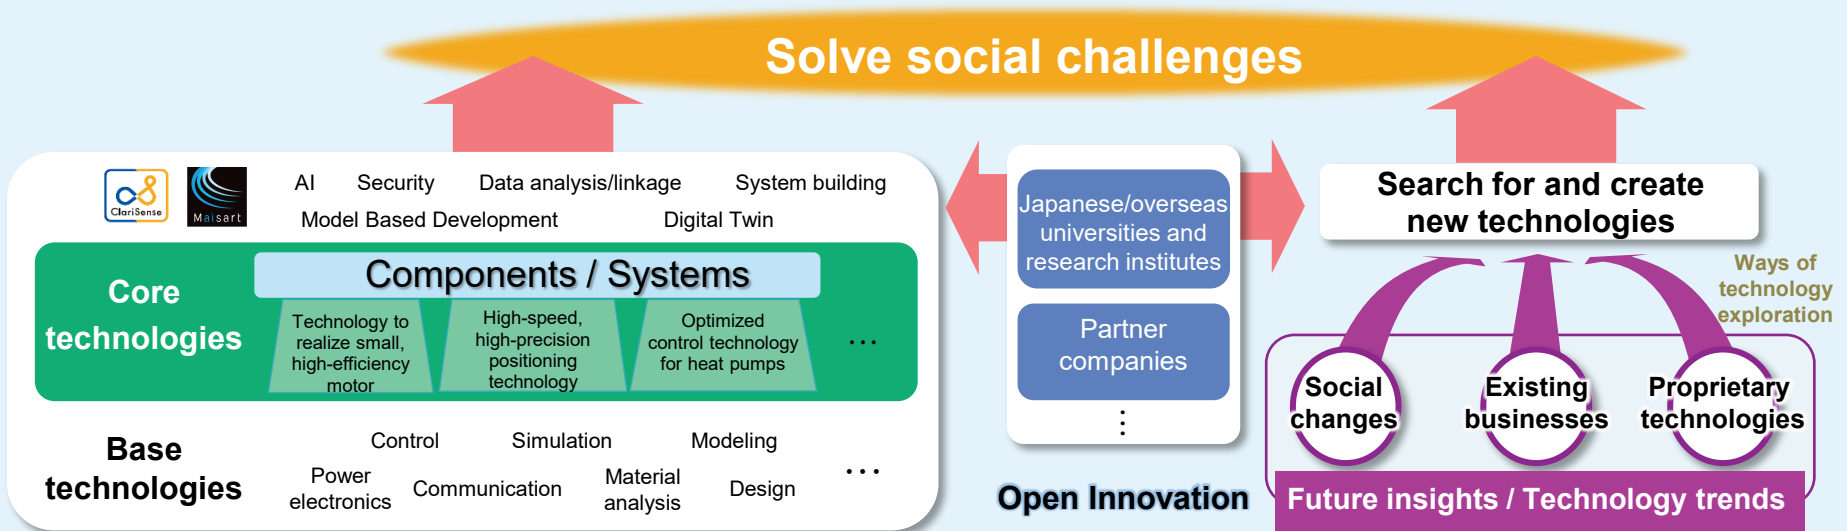 Solve social challenges
ClariSense
Maisart
AI
Security
Data analysis/linkage
System building
Model Based Development
Digital Twin
Core
technologies
Components / Systems
Technology to
realize small,
high-efficiency
motor
High-speed,
high-precision
positioning
technology
Optimized
control technology
for heat pumps
…
Base
technologies
Control
Simulation
Modeling
Power
electronics
Communication
Material
analysis
Design
…
Japanese/overseas
universities and
research institutes
Partner
companies
⋮
Open Innovation
Search for and create
new technologies
Ways of
technology
exploration
Social
changes
Existing
businesses
Proprietary
technologies
Future insights / Technology trends